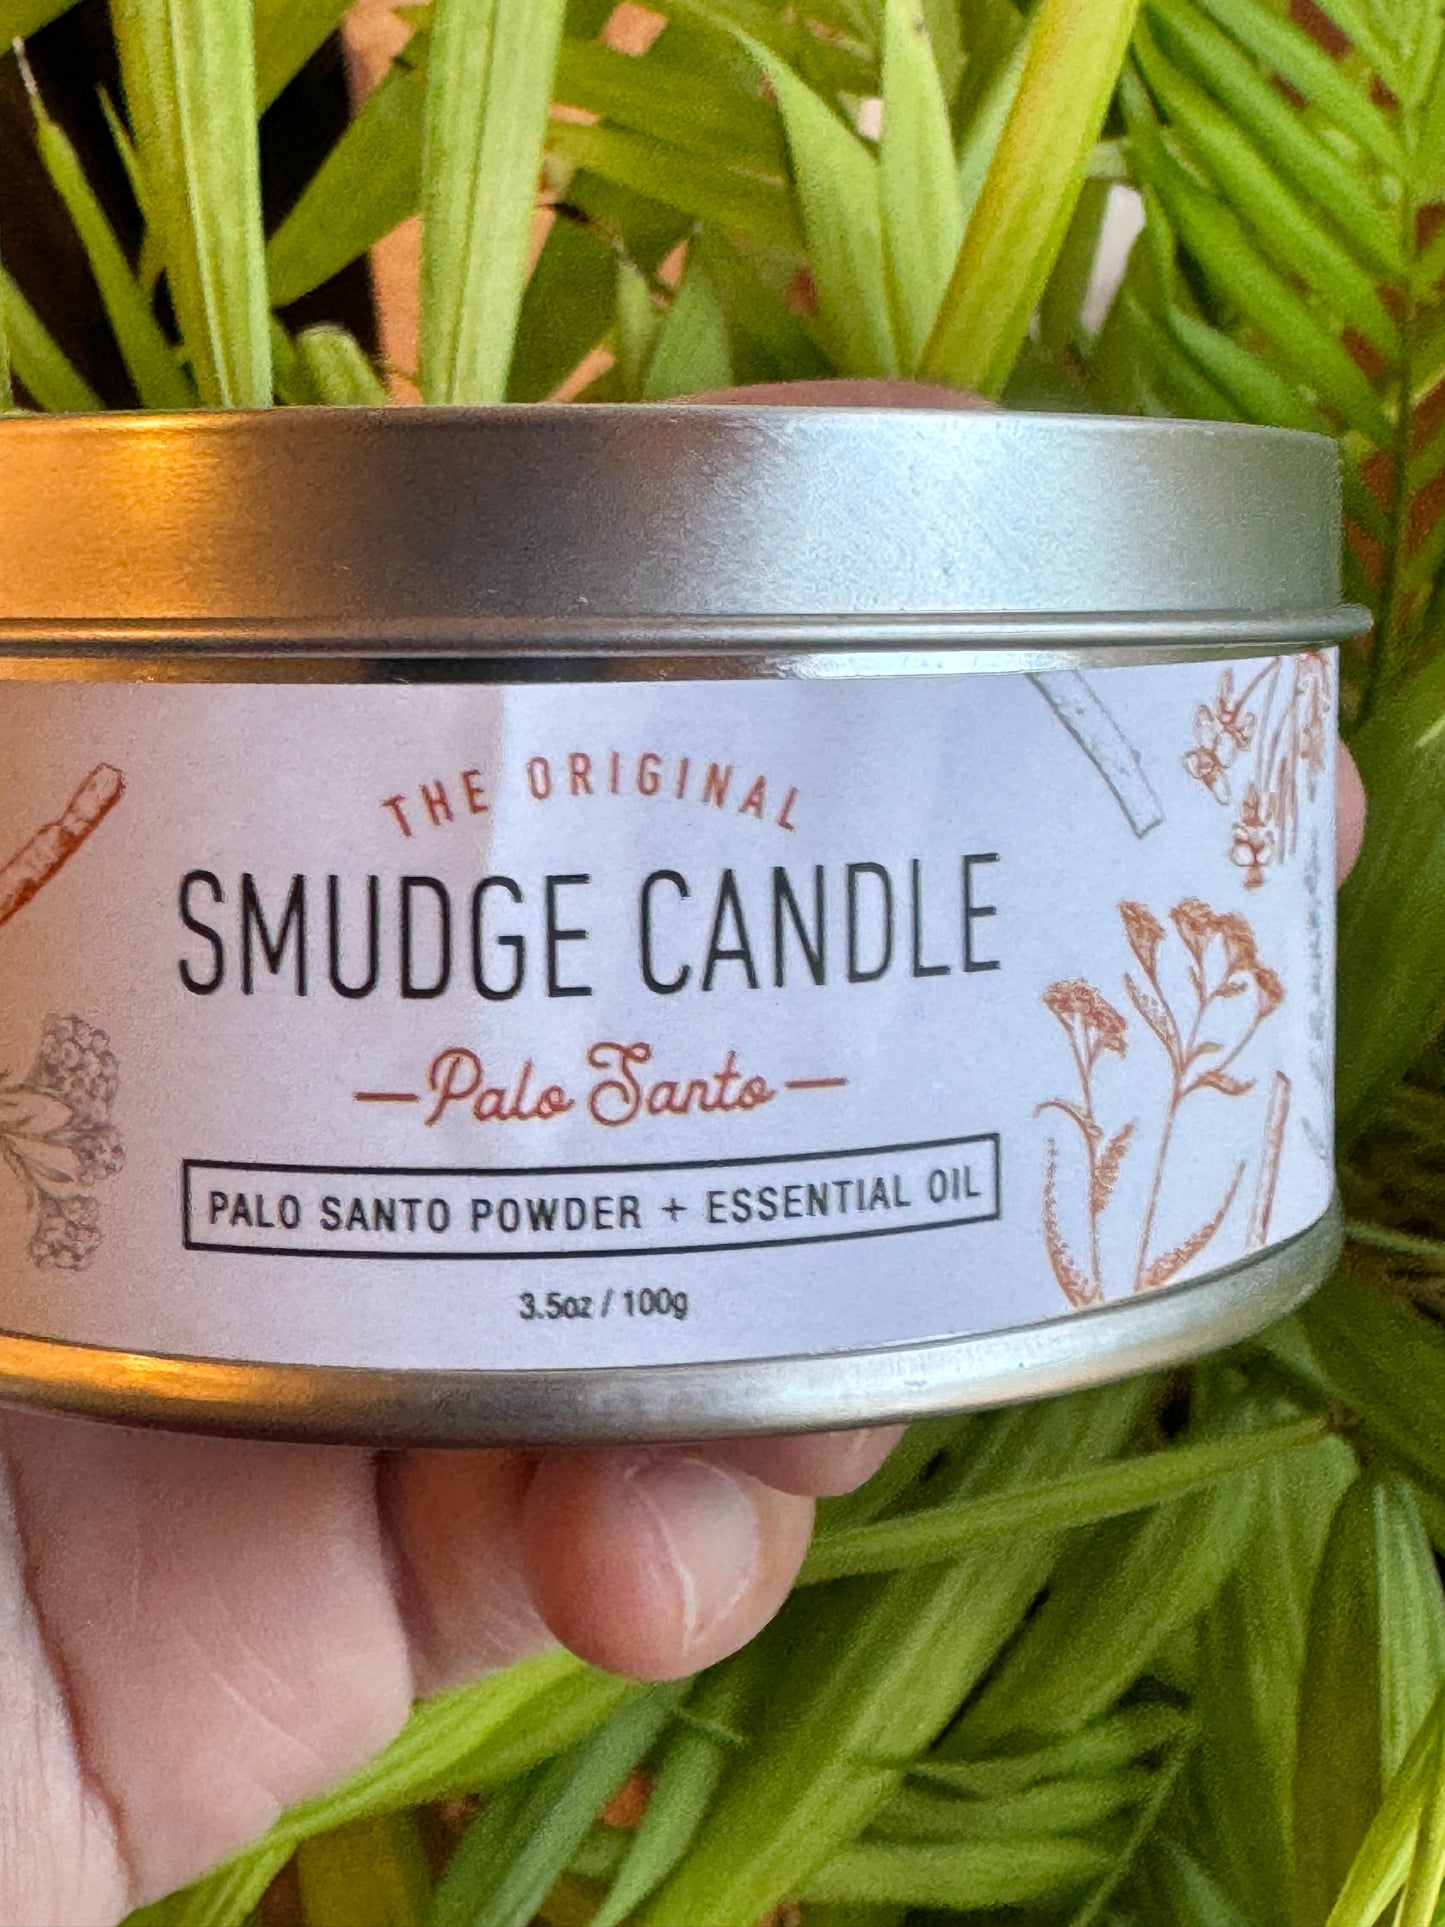 THE ORIGINAL
SMUDGE CANDLE
—Palo Santo—
PALO SANTO POWDER + ESSENTIAL OIL
3.5oz / 100g